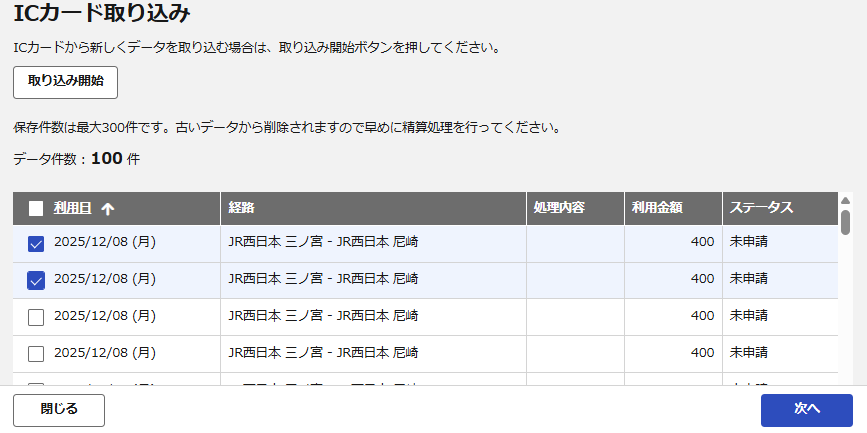 ICカード取り込み
ICカードから新しくデータを取り込む場合は、取り込み開始ボタンを押してください。
取り込み開始
保存件数は最大300件です。古いデータから削除されますので早めに精算処理を行ってください。
データ件数：100 件
利用日 ↑ 経路 処理内容 利用金額 ステータス
2025/12/08 (月) JR西日本 三ノ宮 - JR西日本 尼崎 400 未申請
2025/12/08 (月) JR西日本 三ノ宮 - JR西日本 尼崎 400 未申請
2025/12/08 (月) JR西日本 三ノ宮 - JR西日本 尼崎 400 未申請
2025/12/08 (月) JR西日本 三ノ宮 - JR西日本 尼崎 400 未申請
閉じる 次へ